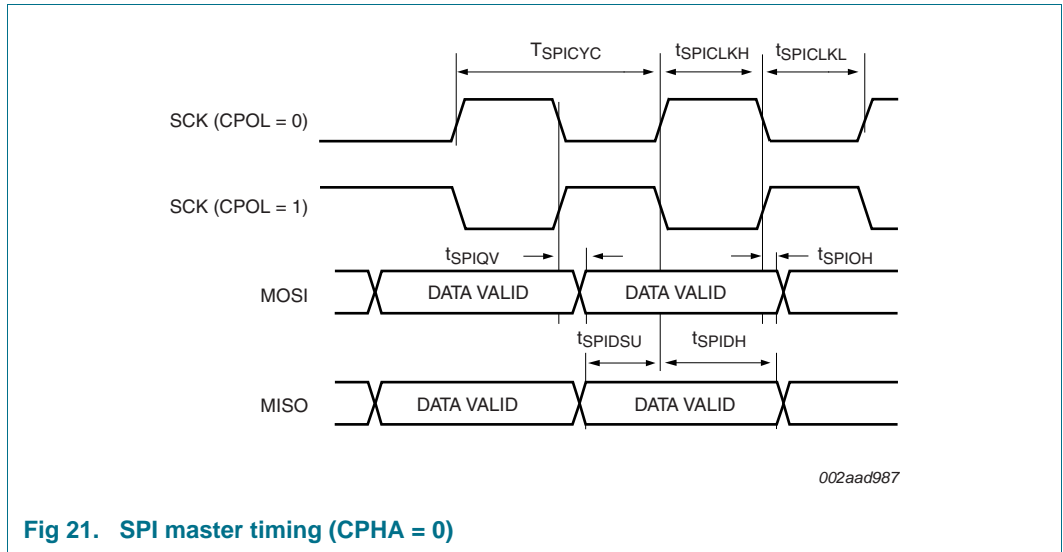 TSPICYC tSPICLKH tSPICLKL
SCK (CPOL = 0)
SCK (CPOL = 1)
tSPIQV tSPIOH
MOSI DATA VALID DATA VALID
tSPIDSU tSPIDH
MISO DATA VALID DATA VALID
002aad987
Fig 21. SPI master timing (CPHA = 0)